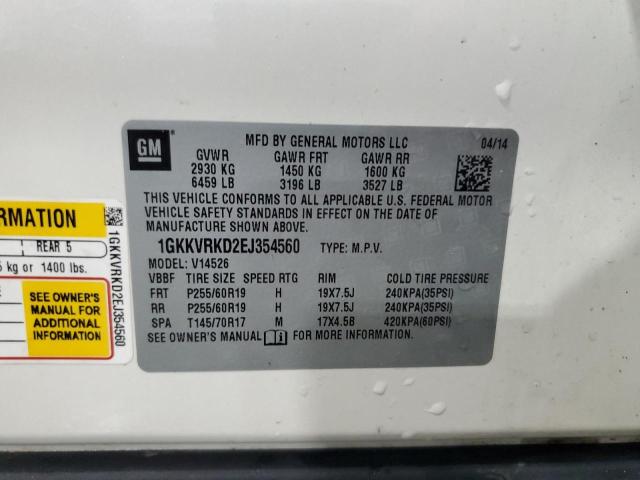 GM
MFD BY GENERAL MOTORS LLC 04/14
GVWR GAWR FRT GAWR RR
2930 KG 1450 KG 1600 KG
6459 LB 3196 LB 3527 LB
THIS VEHICLE CONFORMS TO ALL APPLICABLE U.S. FEDERAL MOTOR
VEHICLE SAFETY STANDARDS IN EFFECT ON THE DATE OF
MANUFACTURE SHOWN ABOVE.
1GKKVRKD2EJ354560 TYPE: M.P.V.
MODEL: V14526
VBBF TIRE SIZE SPEED RTG RIM COLD TIRE PRESSURE
FRT P255/60R19 H 19X7.5J 240KPA(35PSI)
RR P255/60R19 H 19X7.5J 240KPA(35PSI)
SPA T145/70R17 M 17X4.5B 420KPA(60PSI)
SEE OWNER'S MANUAL FOR MORE INFORMATION
RMATION
REAR 5
kg or 1400 lbs.
SEE OWNER'S
MANUAL FOR
ADDITIONAL
INFORMATION
1GKKVRKD2EJ354560